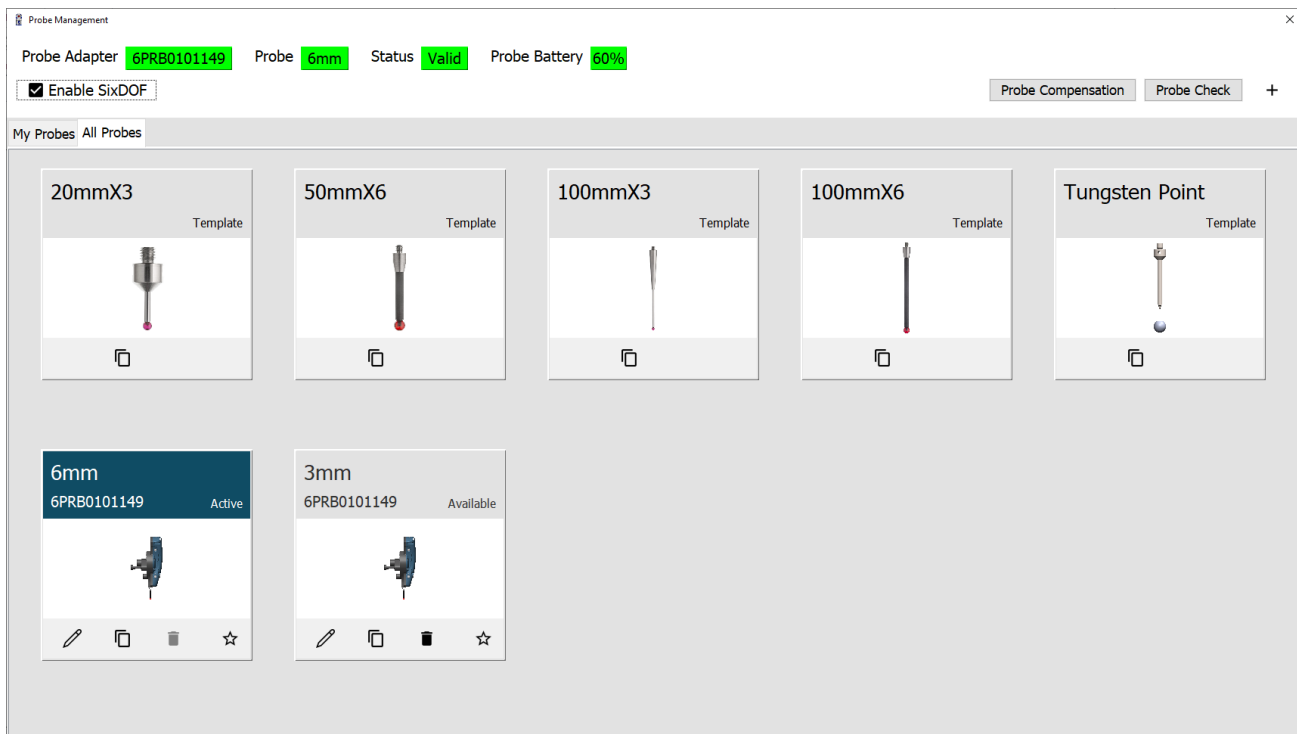 Probe Management
Probe Adapter 6PRB0101149 Probe 6mm Status Valid Probe Battery 60%
Enable SixDOF
Probe Compensation Probe Check +
My Probes All Probes
20mmX3
Template
50mmX6
Template
100mmX3
Template
100mmX6
Template
Tungsten Point
Template
6mm
6PRB0101149 Active
3mm
6PRB0101149 Available